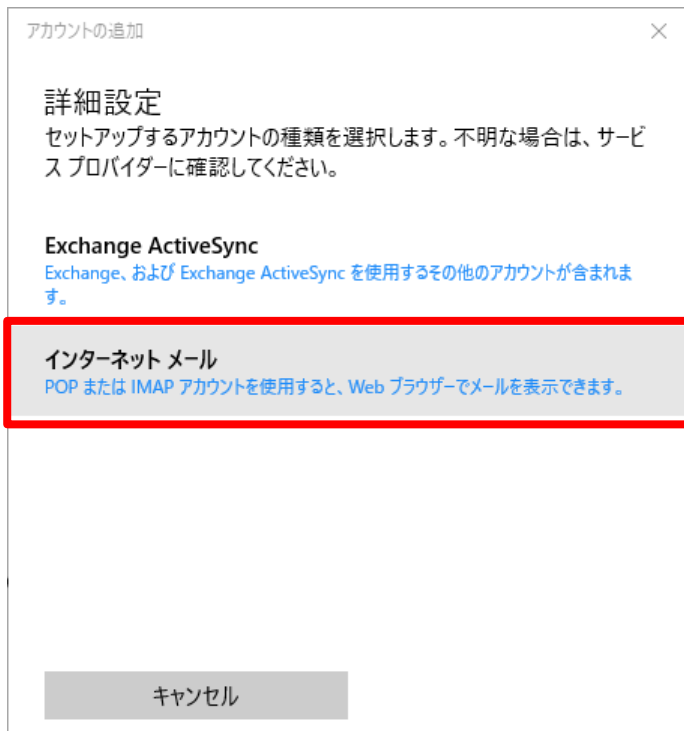 アカウントの追加
詳細設定
セットアップするアカウントの種類を選択します。不明な場合は、サービ
ス プロバイダーに確認してください。
Exchange ActiveSync
Exchange、および Exchange ActiveSync を使用するその他のアカウントが含まれま
す。
インターネット メール
POP または IMAP アカウントを使用すると、Web ブラウザーでメールを表示できます。
キャンセル